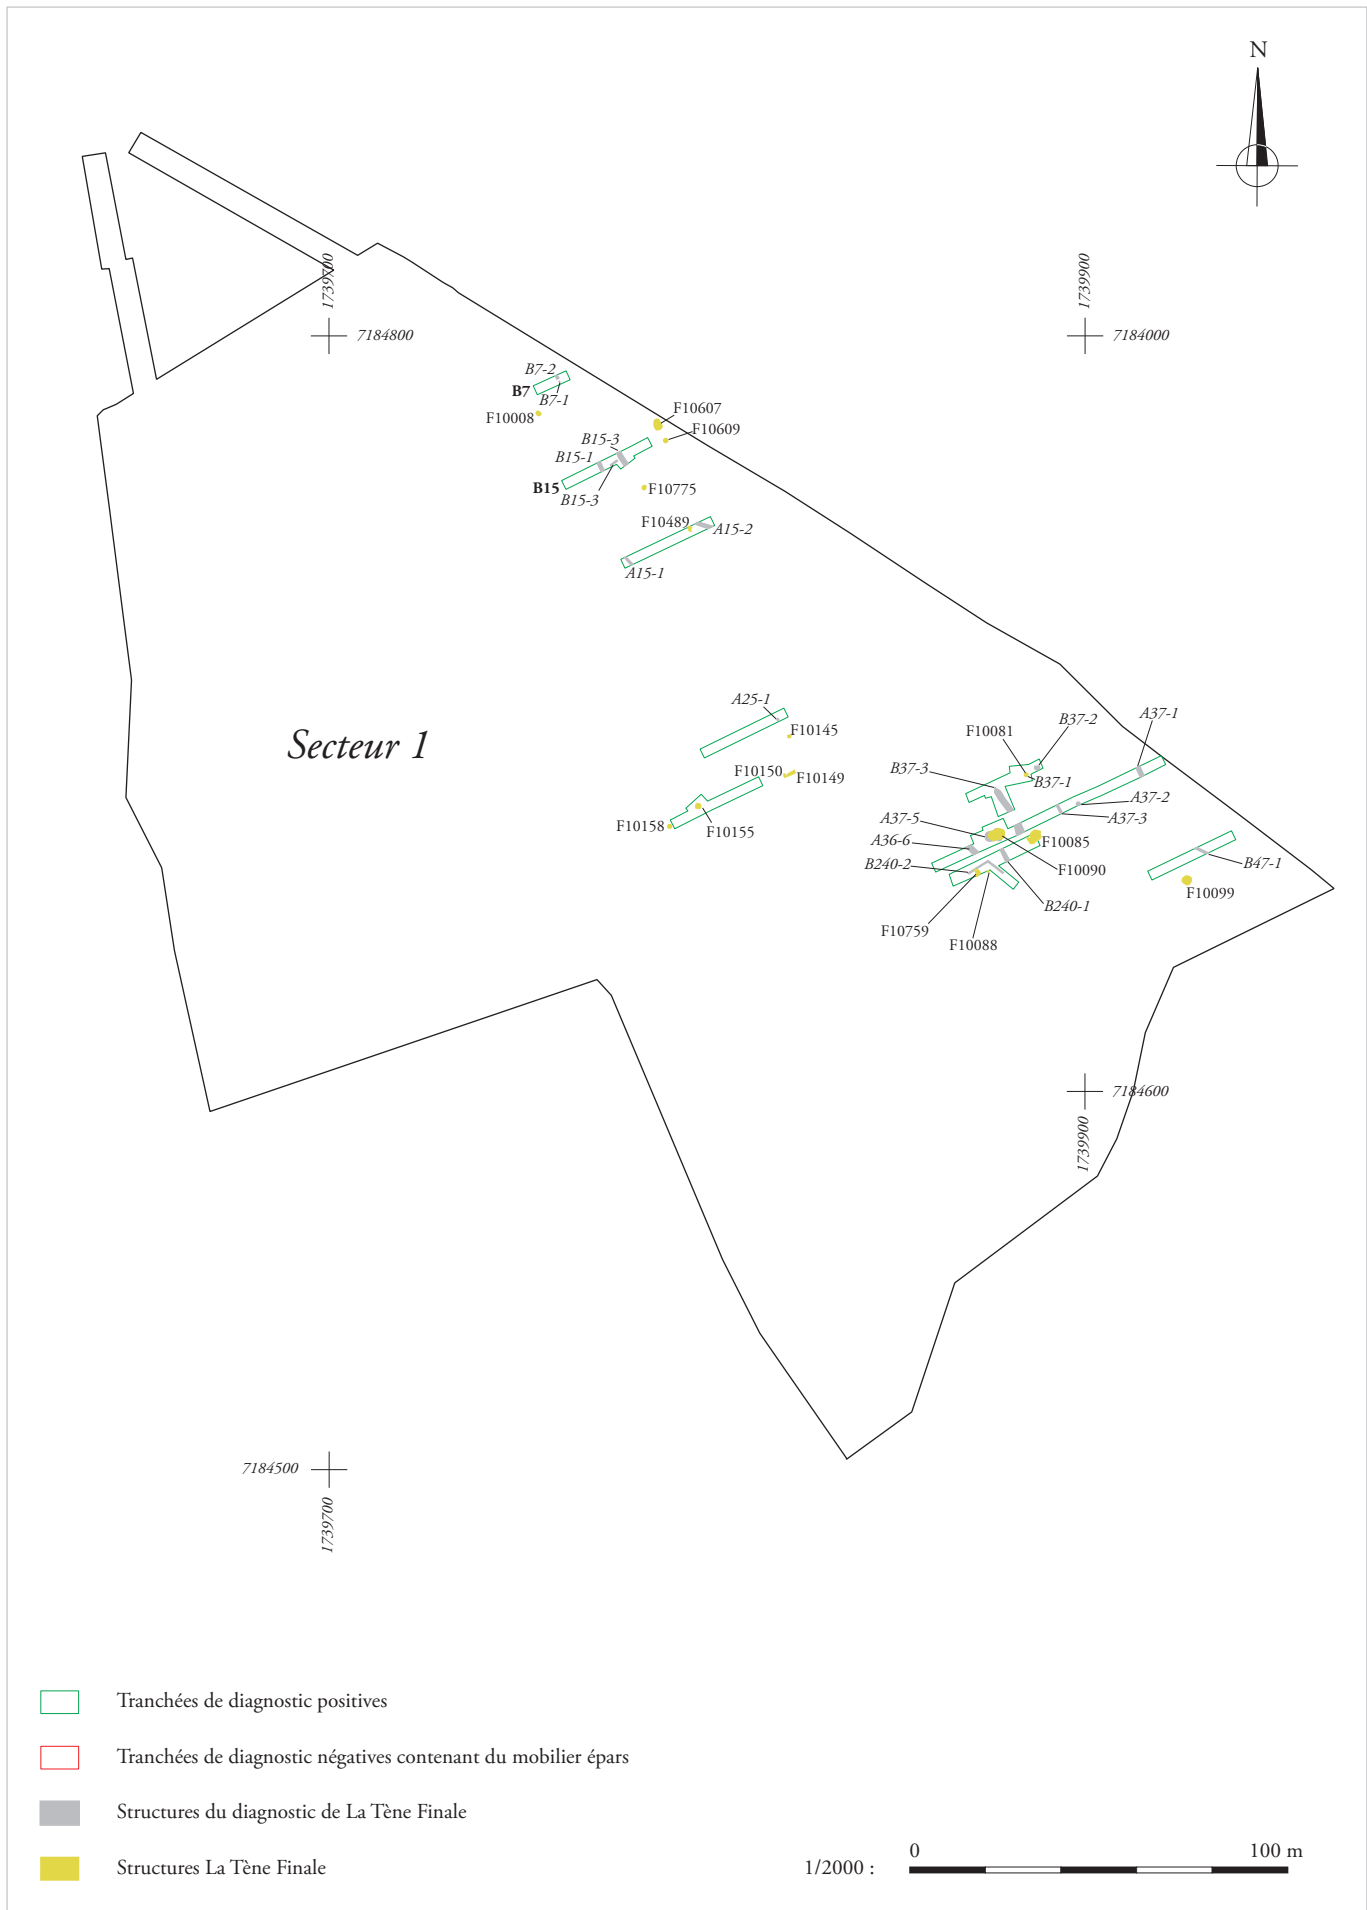 N
1739700
1739900
7184800
7184000
B7-2
B7
B7-1
F10008
F10607
F10609
B15-3
B15-1
B15
B15-3
F10775
F10489
A15-2
A15-1
A25-1
F10145
F10150
F10149
F10158
F10155
Secteur 1
F10081
B37-2
A37-1
B37-3
B37-1
A37-2
A37-5
A37-3
A36-6
F10085
B240-2
F10090
B47-1
F10099
B240-1
F10759
F10088
7184600
1739900
7184500
1739700
Tranchées de diagnostic positives
Tranchées de diagnostic négatives contenant du mobilier épars
Structures du diagnostic de La Tène Finale
Structures La Tène Finale
0 100 m
1/2000 :